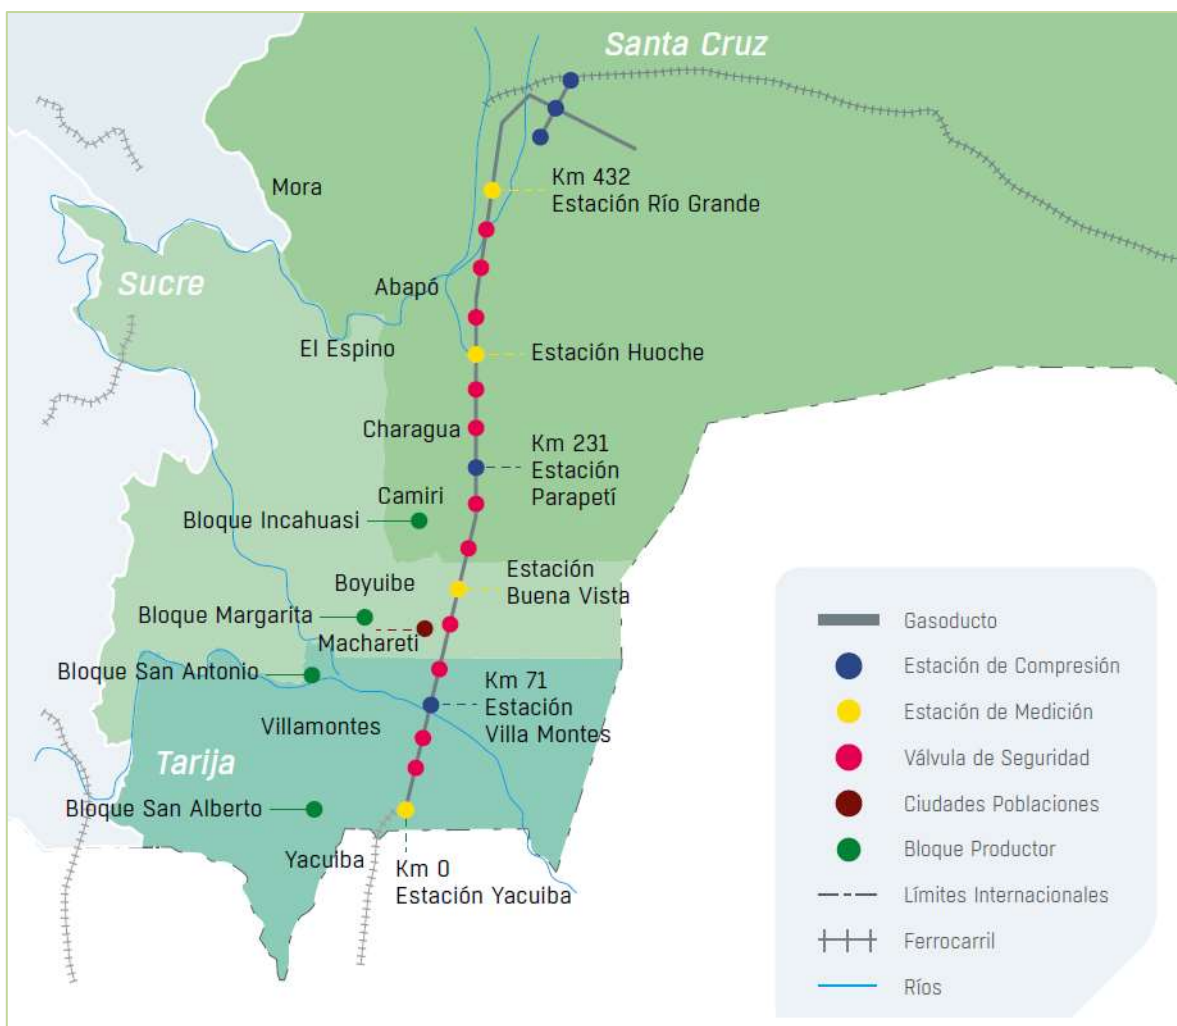 Santa Cruz
Mora
Km 432
Estación Río Grande
Sucre
Abapó
El Espino
Estación Huoche
Charagua
Km 231
Estación
Parapetí
Camiri
Bloque Incahuasi
Estación
Buena Vista
Boyuibe
Bloque Margarita
Machareti
Bloque San Antonio
Km 71
Estación
Villa Montes
Villamontes
Tarija
Bloque San Alberto
Yacuiba
Km 0
Estación Yacuiba
Gasoducto
Estación de Compresión
Estación de Medición
Válvula de Seguridad
Ciudades Poblaciones
Bloque Productor
Límites Internacionales
Ferrocarril
Ríos